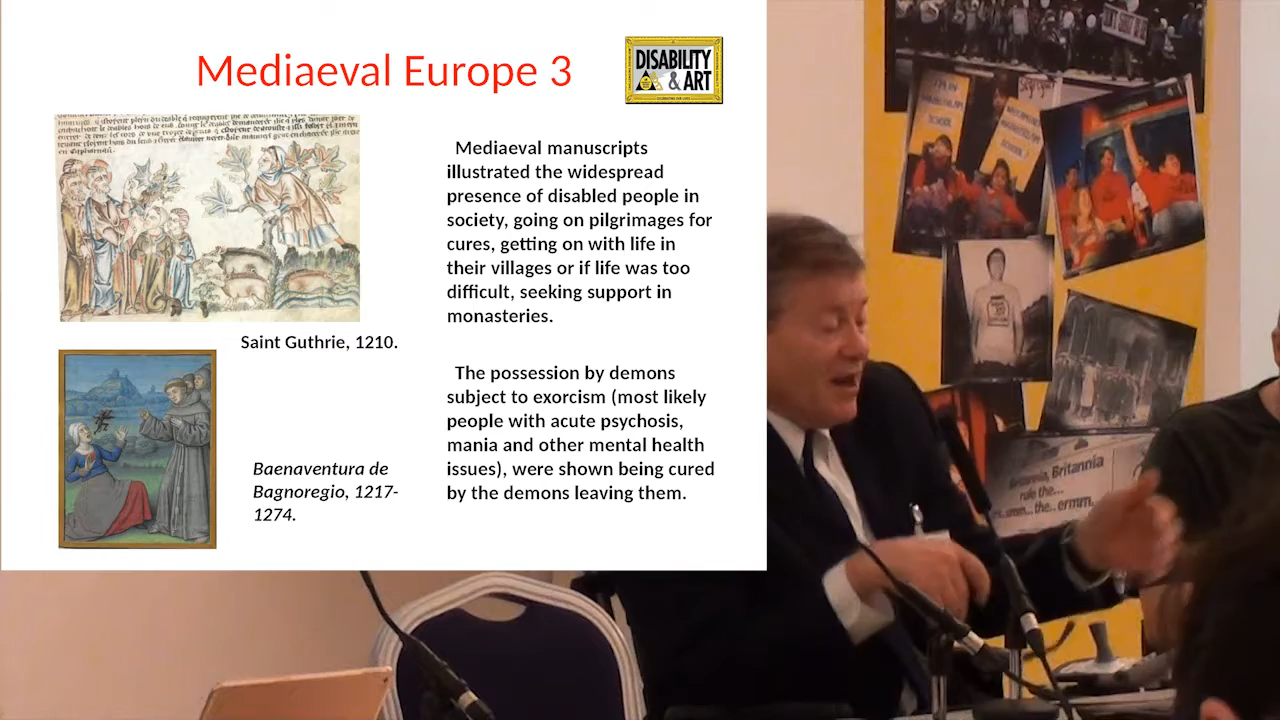 Mediaeval Europe 3
DISABILITY
& ART
Mediaeval manuscripts
illustrated the widespread
presence of disabled people in
society, going on pilgrimages for
cures, getting on with life in
their villages or if life was too
difficult, seeking support in
monasteries.
Saint Guthrie, 1210.
The possession by demons
subject to exorcism (most likely
people with acute psychosis,
mania and other mental health
issues), were shown being cured
by the demons leaving them.
Baenaventura de
Bagnoregio, 1217-
1274.
Britannia
rule the...
the.. ermm.
SCHOOL